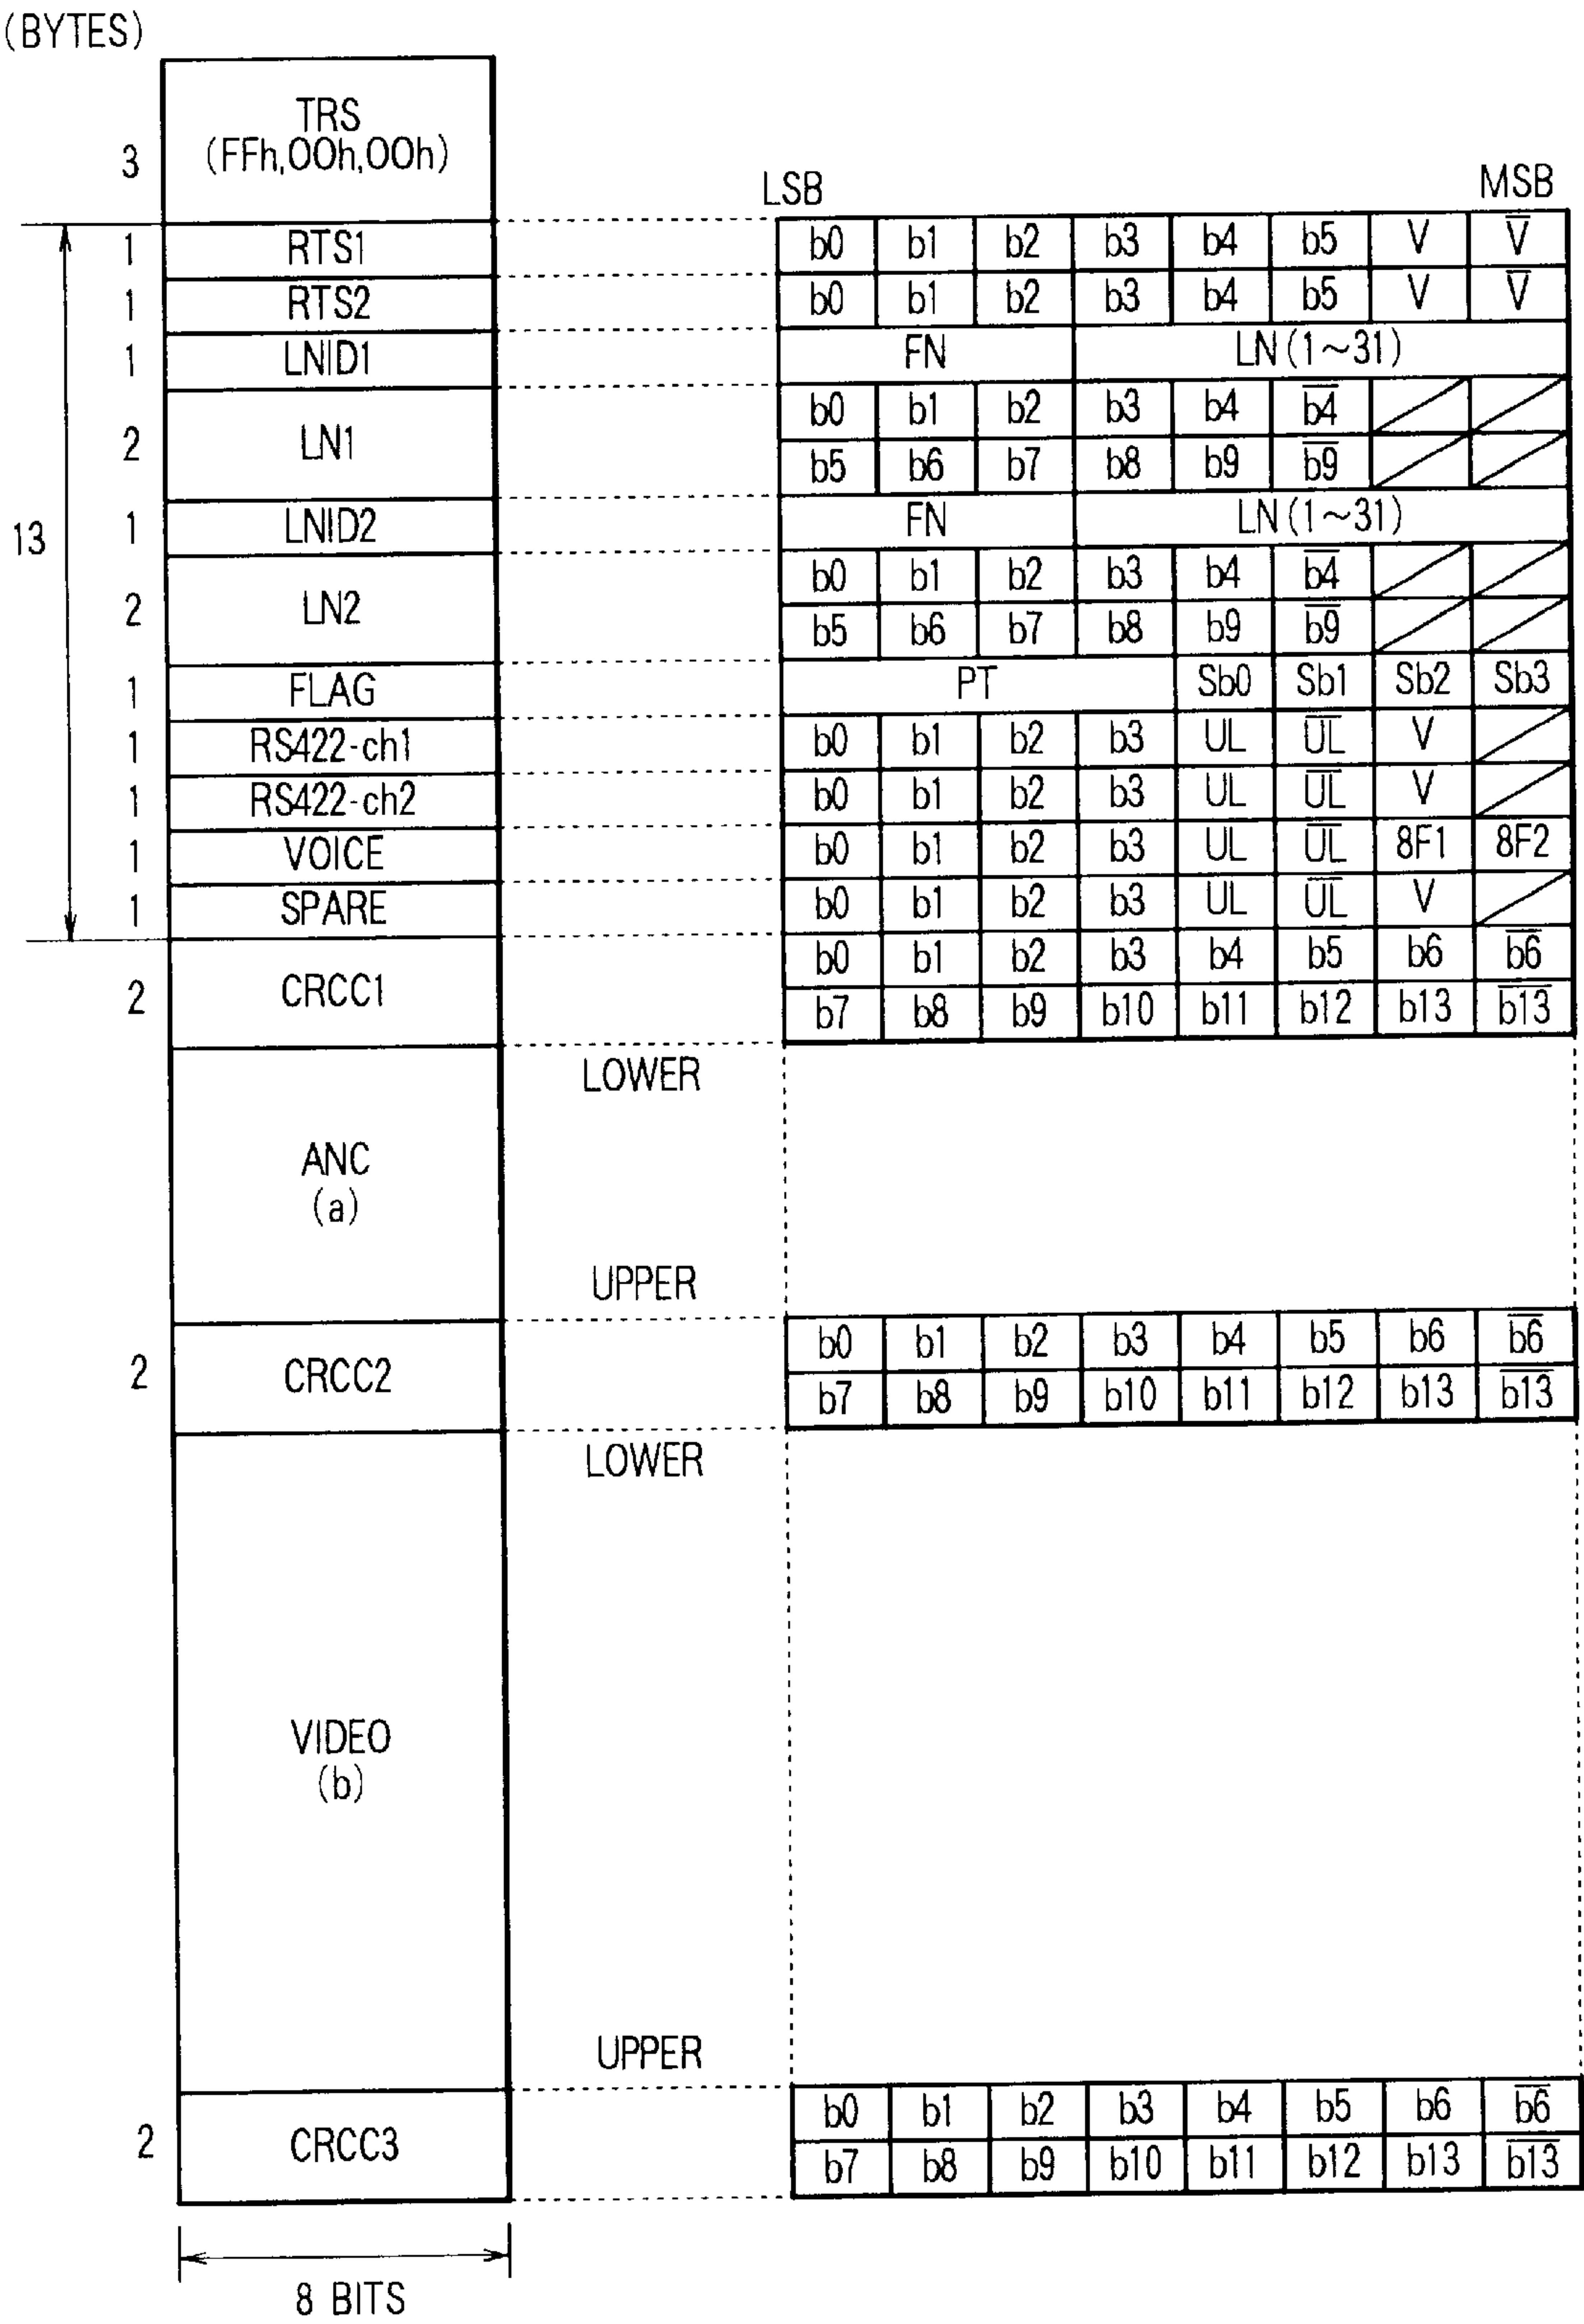 (BYTES)
TRS
3 (FFh,00h,00h)
LSB MSB
1 RTS1 b0 b1 b2 b3 b4 b5 V V̅
1 RTS2 b0 b1 b2 b3 b4 b5 V V̅
1 LNID1 FN LN(1~31)
2 LN1 b0 b1 b2 b3 b4 b̅4̅
b5 b6 b7 b8 b9 b̅9̅
13
1 LNID2 FN LN(1~31)
2 LN2 b0 b1 b2 b3 b4 b̅4̅
b5 b6 b7 b8 b9 b̅9̅
1 FLAG PT Sb0 Sb1 Sb2 Sb3
1 RS422-ch1 b0 b1 b2 b3 UL U̅L̅ V
1 RS422-ch2 b0 b1 b2 b3 UL U̅L̅ V
1 VOICE b0 b1 b2 b3 UL U̅L̅ 8F1 8F2
1 SPARE b0 b1 b2 b3 UL U̅L̅ V
2 CRCC1 b0 b1 b2 b3 b4 b5 b6 b̅6̅
b7 b8 b9 b10 b11 b12 b13 b̅1̅3̅
LOWER
ANC
(a)
UPPER
2 CRCC2 b0 b1 b2 b3 b4 b5 b6 b̅6̅
b7 b8 b9 b10 b11 b12 b13 b̅1̅3̅
LOWER
VIDEO
(b)
UPPER
2 CRCC3 b0 b1 b2 b3 b4 b5 b6 b̅6̅
b7 b8 b9 b10 b11 b12 b13 b̅1̅3̅
8 BITS